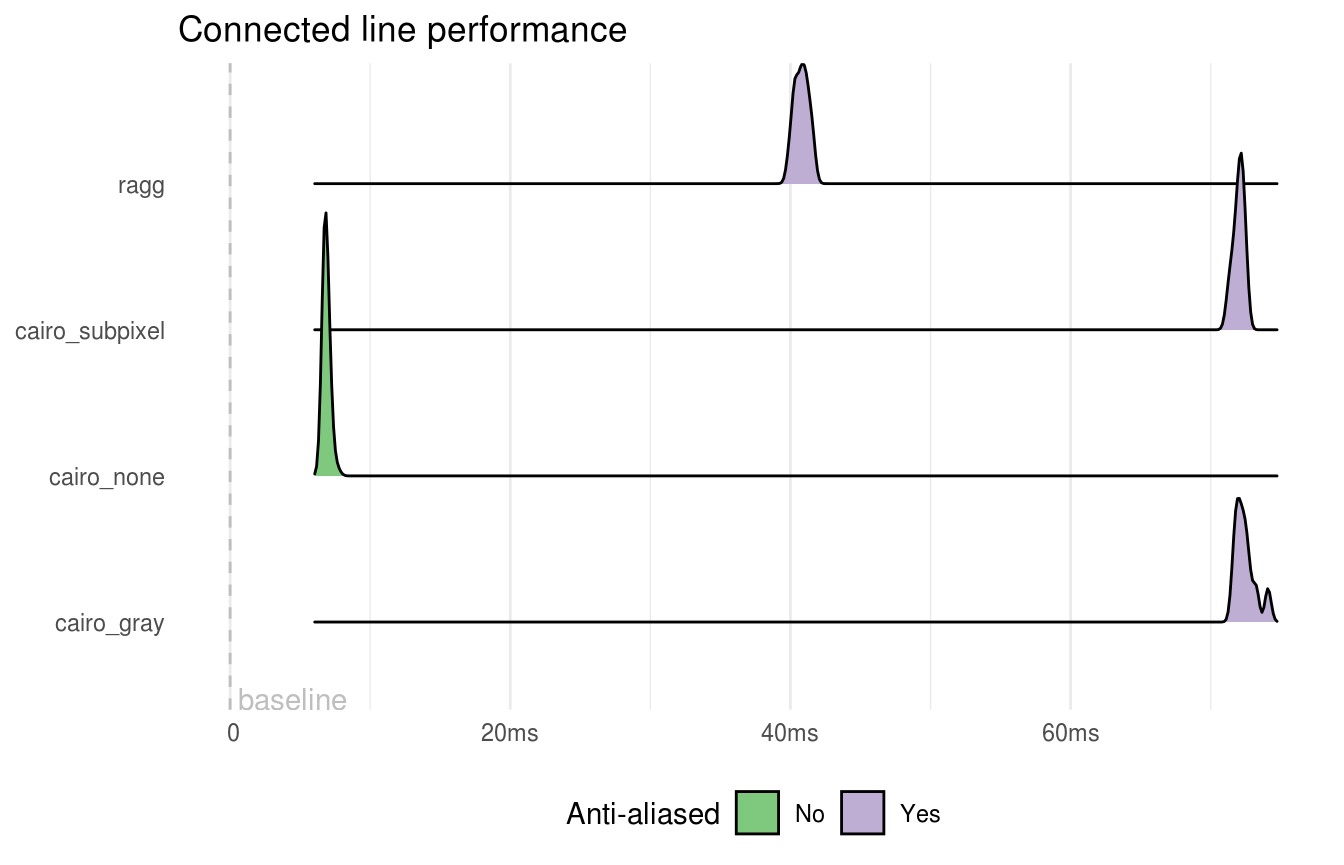 Connected line performance
ragg
cairo_subpixel
cairo_none
cairo_gray
baseline
0 20ms 40ms 60ms
Anti-aliased No Yes